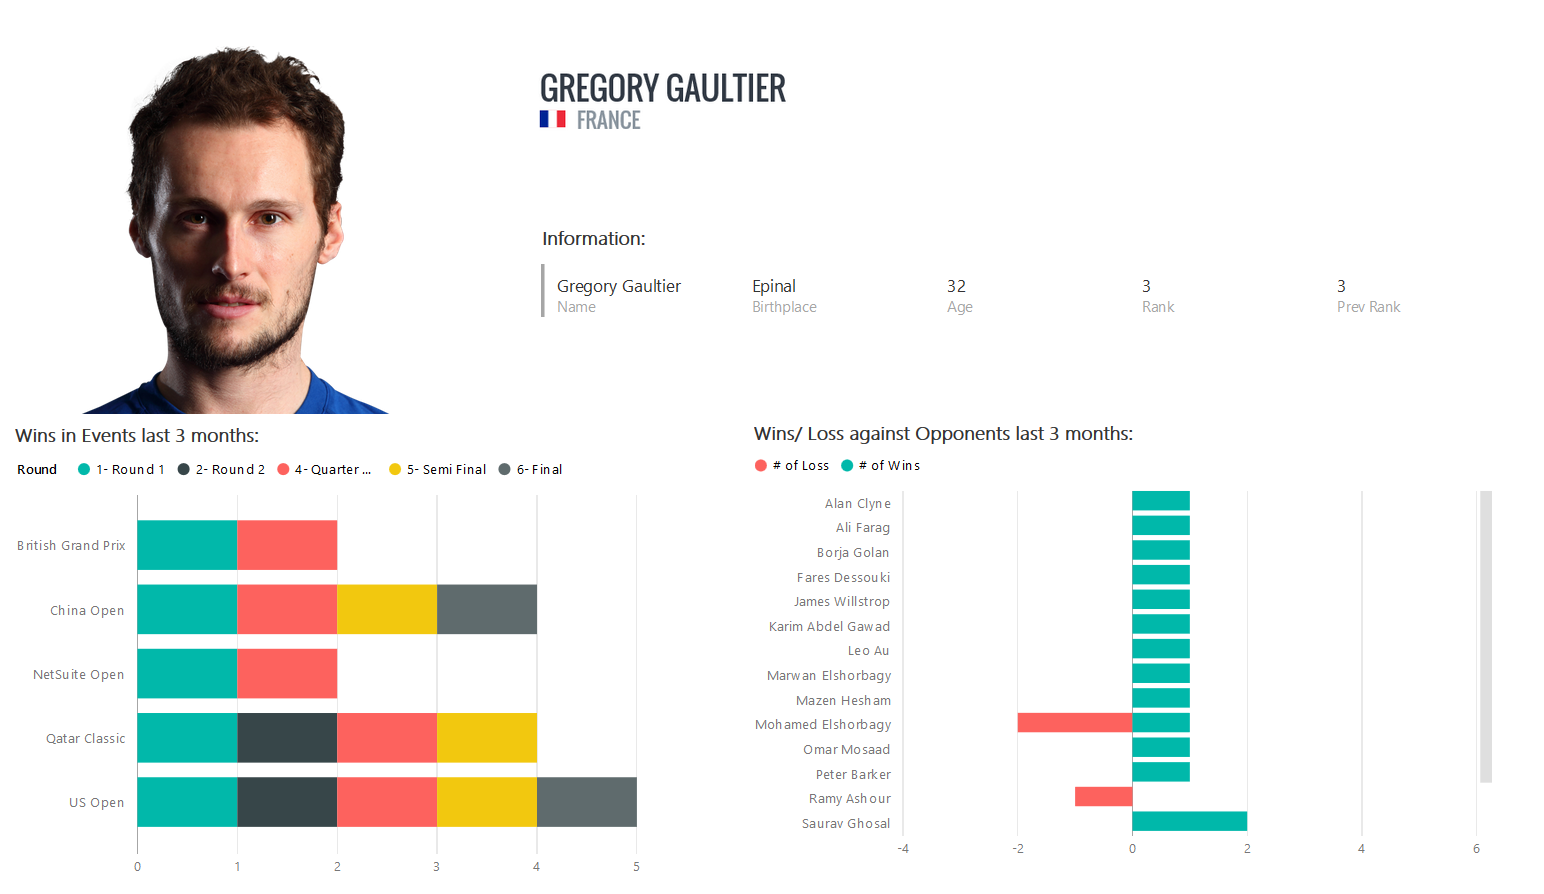 GREGORY GAULTIER
FRANCE
Information:
Gregory Gaultier Epinal 32 3 3
Name Birthplace Age Rank Prev Rank
Wins in Events last 3 months:
Round 1- Round 1 2- Round 2 4- Quarter ... 5- Semi Final 6- Final
British Grand Prix
China Open
NetSuite Open
Qatar Classic
US Open
0 1 2 3 4 5
Wins/ Loss against Opponents last 3 months:
# of Loss # of Wins
Alan Clyne
Ali Farag
Borja Golan
Fares Dessouki
James Willstrop
Karim Abdel Gawad
Leo Au
Marwan Elshorbagy
Mazen Hesham
Mohamed Elshorbagy
Omar Mosaad
Peter Barker
Ramy Ashour
Saurav Ghosal
-4 -2 0 2 4 6